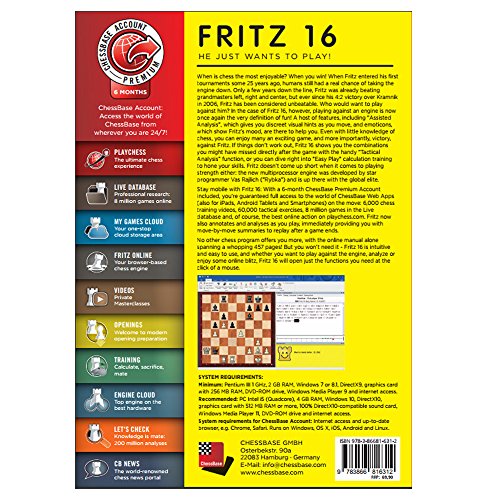 CHESSBASE ACCOUNT
PREMIUM
6 MONTHS
ChessBase Account:
Access the world of
ChessBase from
wherever you are 24/7!
PLAYCHESS
The ultimate chess
experience
LIVE DATABASE
Professional research:
8 million games online
MY GAMES CLOUD
Your one-stop
cloud storage area
FRITZ ONLINE
Your browser-based
chess engine
VIDEOS
Private
Masterclasses
OPENINGS
Welcome to modern
opening preparation
TRAINING
Calculate, sacrifice,
mate
ENGINE CLOUD
Top engine on the
best hardware
LET'S CHECK
Knowledge is mate:
200 million analyses
CB NEWS
The world-renowned
chess news portal
FRITZ 16
HE JUST WANTS TO PLAY!
When is chess the most enjoyable? When you win! When Fritz entered his first
tournaments some 25 years ago, humans still had a real chance of taking the
engine down. Only a few years down the line, Fritz was already beating
grandmasters left, right and center, but ever since his 4:2 victory over Kramnik
in 2006, Fritz has been considered unbeatable. Who would want to play
against him? In the case of Fritz 16, however, playing against an engine is now
once again the very definition of fun! A host of features, including "Assisted
Analysis", which gives you discreet visual hints as you move, and emoticons,
which show Fritz's mood, are there to help you. Even with little knowledge of
chess, you can enjoy many an exciting game, and more importantly, victory,
against Fritz. If things don't work out, Fritz 16 shows you the combinations
you might have missed directly after the game with the handy "Tactical
Analysis" function, or you can dive right into "Easy Play" calculation training
to hone your skills. Fritz doesn't come up short when it comes to playing
strength either: the new multiprocessor engine was developed by star
programmer Vas Rajlich ("Rybka") and is up there with the global elite.
Stay mobile with Fritz 16. With a 6-month ChessBase Premium Account
included, you're guaranteed full access to the world of ChessBase Web Apps
(also for iPads, Android Tablets and Smartphones) on the move: 6,000 chess
training videos, 60,000 tactical exercises, 8 million games in the Live
database and, of course, the best online action on playchess.com. Fritz now
also annotates and analyses as you play, immediately providing you with
move-by-move summaries to replay after a game ends.
No other chess program offers you more, with the online manual alone
spanning a whopping 457 pages! But you won't need it - Fritz 16 is intuitive
and easy to use, and whether you want to play against the engine, analyze or
enjoy some online blitz, Fritz 16 will open just the functions you need at the
click of a mouse.
SYSTEM REQUIREMENTS:
Minimum: Pentium III 1 GHz, 2 GB RAM, Windows 7 or 8.1, DirectX9, graphics card
with 256 MB RAM, DVD-ROM drive, Windows Media Player 9 and internet access.
Recommended: PC Intel i5 (Quadcore), 4 GB RAM, Windows 10, DirectX10,
graphics card with 512 MB RAM or more, 100% DirectX10-compatible sound card,
Windows Media Player 11, DVD-ROM drive and internet access.
System requirements for ChessBase Account: Internet access and up-to-date
browser, e.g. Chrome, Safari. Runs on Windows, OS X, iOS, Android and Linux.
ChessBase
CHESSBASE GMBH
Osterbekstr. 90a
22083 Hamburg - Germany
E-Mail: info@chessbase.com
www.chessbase.com
ISBN 978-3-86681-631-2
9 783866 816312